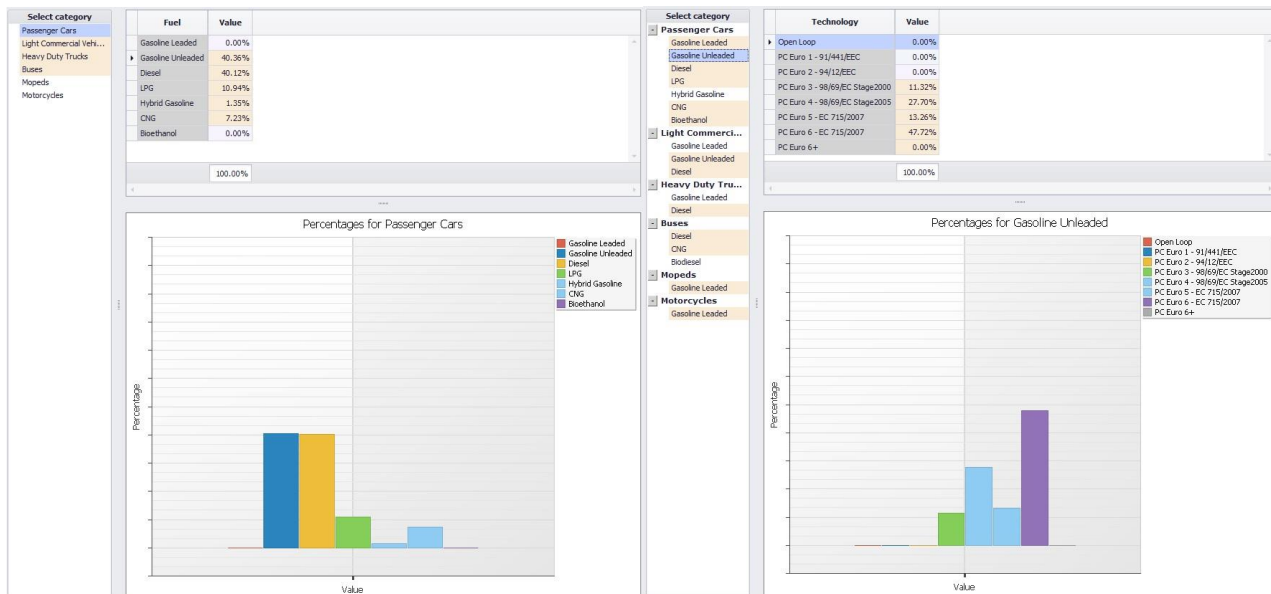 Select category
Passenger Cars
Light Commercial Vehi...
Heavy Duty Trucks
Buses
Mopeds
Motorcycles
Fuel Value
Gasoline Leaded 0.00%
Gasoline Unleaded 40.36%
Diesel 40.12%
LPG 10.94%
Hybrid Gasoline 1.35%
CNG 7.23%
Bioethanol 0.00%
100.00%
Percentages for Passenger Cars
Gasoline Leaded
Gasoline Unleaded
Diesel
LPG
Hybrid Gasoline
CNG
Bioethanol
Percentage
Value
Select category
Passenger Cars
Gasoline Leaded
Gasoline Unleaded
Diesel
LPG
Hybrid Gasoline
CNG
Bioethanol
Light Commerci...
Gasoline Leaded
Gasoline Unleaded
Diesel
Heavy Duty Tru...
Gasoline Leaded
Diesel
Buses
Diesel
CNG
Biodiesel
Mopeds
Gasoline Leaded
Motorcycles
Gasoline Leaded
Technology Value
Open Loop 0.00%
PC Euro 1 - 91/441/EEC 0.00%
PC Euro 2 - 94/12/EEC 0.00%
PC Euro 3 - 98/69/EC Stage2000 11.32%
PC Euro 4 - 98/69/EC Stage2005 27.70%
PC Euro 5 - EC 715/2007 13.26%
PC Euro 6 - EC 715/2007 47.72%
PC Euro 6+ 0.00%
100.00%
Percentages for Gasoline Unleaded
Open Loop
PC Euro 1 - 91/441/EEC
PC Euro 2 - 94/12/EEC
PC Euro 3 - 98/69/EC Stage2000
PC Euro 4 - 98/69/EC Stage2005
PC Euro 5 - EC 715/2007
PC Euro 6 - EC 715/2007
PC Euro 6+
Percentage
Value